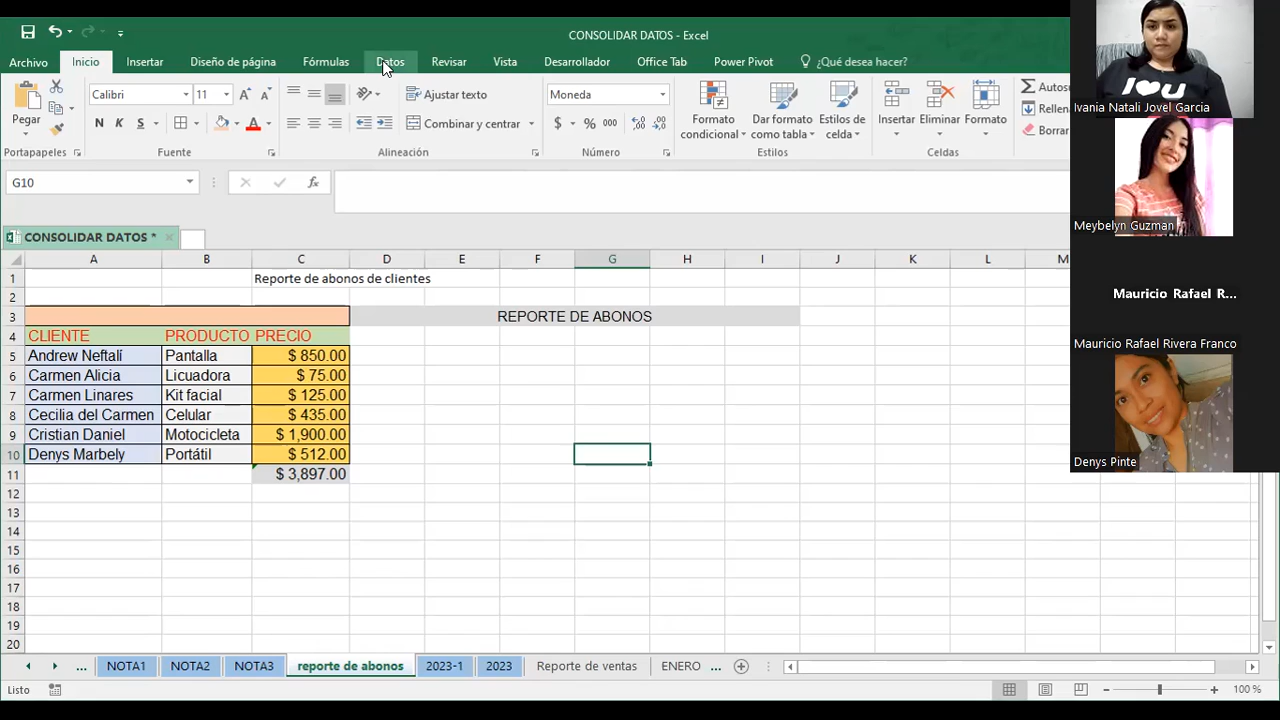 CONSOLIDAR DATOS - Excel
Archivo Inicio Insertar Diseño de página Fórmulas Datos Revisar Vista Desarrollador Office Tab Power Pivot ¿Qué desea hacer?
Pegar
Calibri 11
N K S
Ajustar texto
Combinar y centrar
Moneda
$ % 000
Formato condicional
Dar formato como tabla
Estilos de celda
Insertar Eliminar Formato
Autos
Rellen
Borrar
Portapapeles Fuente Alineación Número Estilos Celdas
G10 fx
CONSOLIDAR DATOS *
A B C D E F G H I J K L M
1 Reporte de abonos de clientes
2
3 REPORTE DE ABONOS
4 CLIENTE PRODUCTO PRECIO
5 Andrew Neftalí Pantalla $ 850.00
6 Carmen Alicia Licuadora $ 75.00
7 Carmen Linares Kit facial $ 125.00
8 Cecilia del Carmen Celular $ 435.00
9 Cristian Daniel Motocicleta $ 1,900.00
10 Denys Marbely Portátil $ 512.00
11 $ 3,897.00
12
13
14
15
16
17
18
19
20
... NOTA1 NOTA2 NOTA3 reporte de abonos 2023-1 2023 Reporte de ventas ENERO ...
Listo 100 %
I LOVE U
Ivania Natali Jovel Garcia
Meybelyn Guzman
Mauricio Rafael R...
Mauricio Rafael Rivera Franco
Denys Pinte